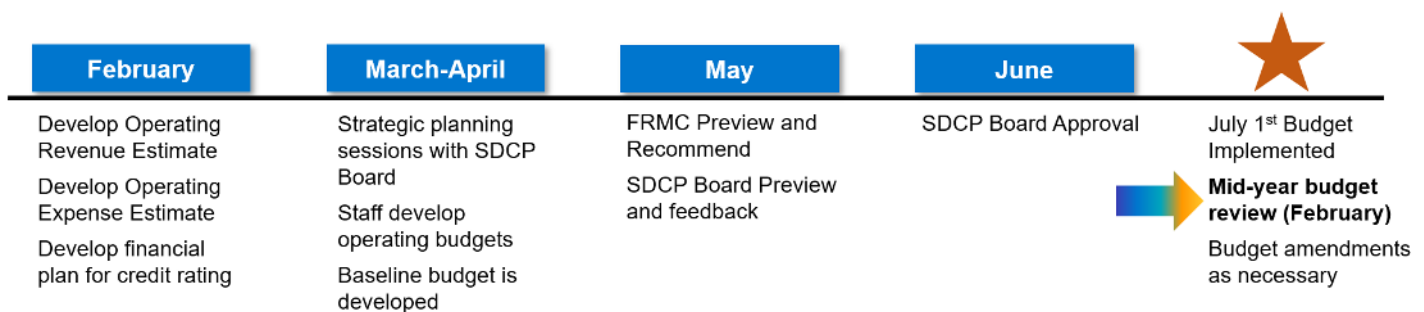 February
Develop Operating
Revenue Estimate
Develop Operating
Expense Estimate
Develop financial
plan for credit rating
March-April
Strategic planning
sessions with SDCP
Board
Staff develop
operating budgets
Baseline budget is
developed
May
FRMC Preview and
Recommend
SDCP Board Preview
and feedback
June
SDCP Board Approval
July 1st Budget
Implemented
Mid-year budget
review (February)
Budget amendments
as necessary